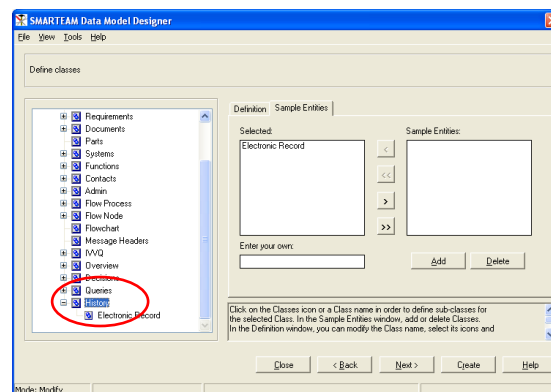 SMARTEAM Data Model Designer
File View Tools Help
Define classes
Requirements
Documents
Parts
Systems
Functions
Contacts
Admin
Flow Process
Flow Node
Flowchart
Message Headers
IVVQ
Overview
Decisions
Queries
History
Electronic Record
Definition Sample Entities
Selected: Sample Entities:
Electronic Record
<
<<
>
>>
Enter your own:
Add Delete
Click on the Classes icon or a Class name in order to define sub-classes for
the selected Class. In the Sample Entities window, add or delete Classes.
In the Definition window, you can modify the Class name, select its icons and
Close < Back Next > Create Help
Mode: Modify